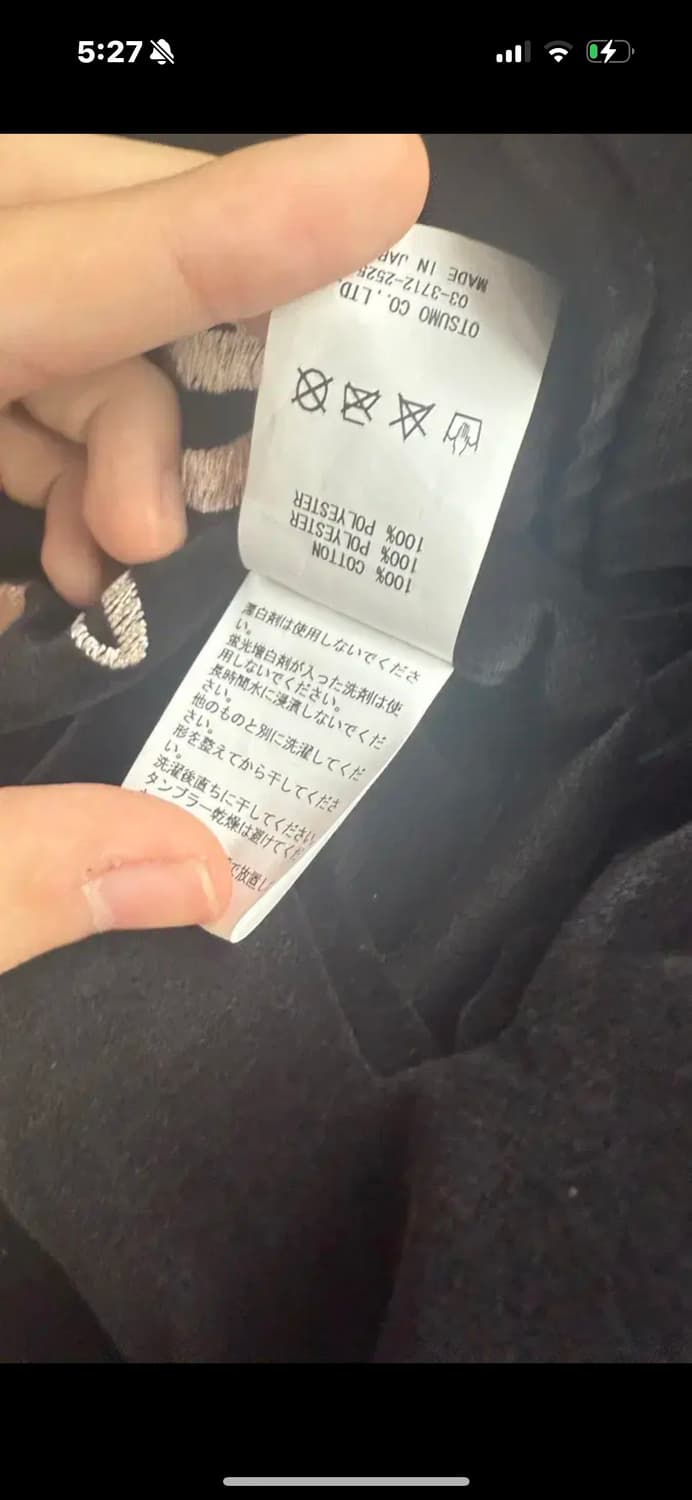 5:27
OTSUMO CO., LTD.
03-3712-2525
MADE IN
100% COTTON
100% POLYESTER
100% POLYESTER
漂白剤は使用しないでくださ
い。
蛍光増白剤が入った洗剤は使
用しないでください。
長時間水に浸漬しないでくだ
さい。
他のものと別に洗濯してくだ
さい。
形を整えてから干してくださ
い。
洗濯後直ちに干してください
タンブラー乾燥は避けてくだ
で放置し